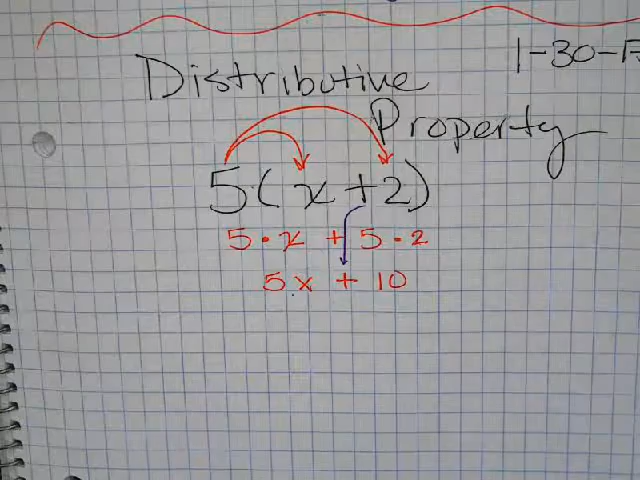 Distributive
1-30-
Property
5(x+2)
5·x + 5·2
5x + 10